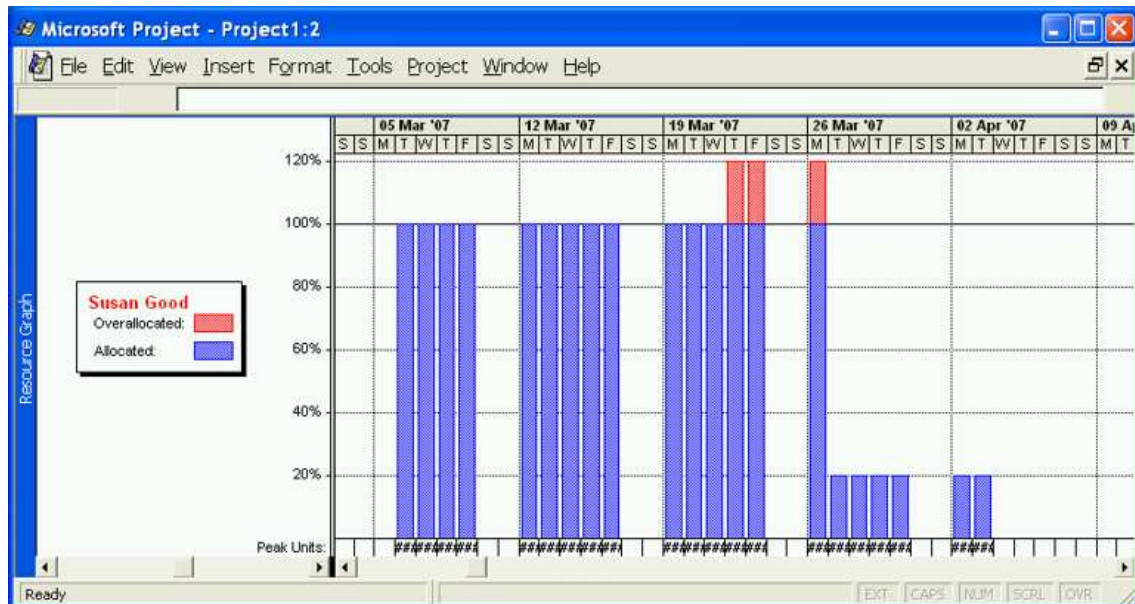 Microsoft Project - Project1:2
File Edit View Insert Format Tools Project Window Help
05 Mar '07 12 Mar '07 19 Mar '07 26 Mar '07 02 Apr '07 09 A
S S M T W T F S S M T W T F S S M T W T F S S M T W T F S S M T W T F S S M T
120%
100%
80%
60%
40%
20%
Resource Graph
Susan Good
Overallocated:
Allocated:
Peak Units: ### ### ### ### ### ### ### ### ### ### ### ### ### ### ### ### ### ### ### ### ###
Ready EXT CAPS NUM SCRL OVR